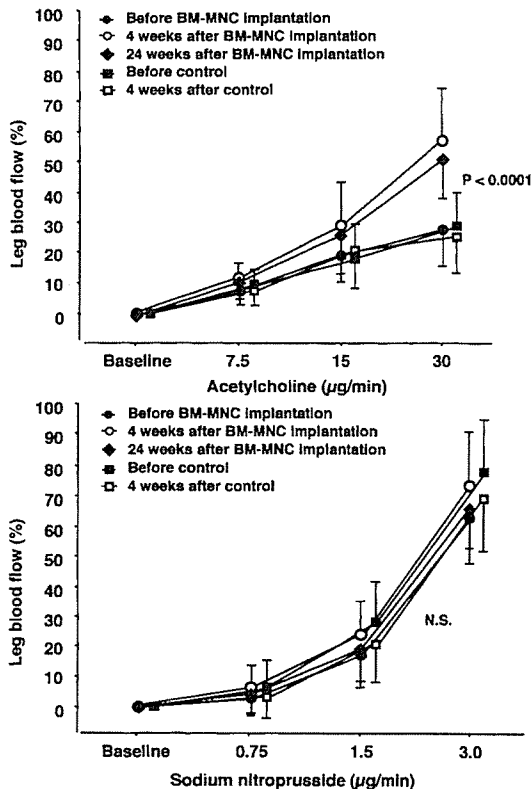 100
90
80
70
60
50
40
30
20
10
0
Leg blood flow (%)
Before BM-MNC implantation
4 weeks after BM-MNC implantation
24 weeks after BM-MNC implantation
Before control
4 weeks after control
P < 0.0001
Baseline 7.5 15 30
Acetylcholine (µg/min)
100
90
80
70
60
50
40
30
20
10
0
Leg blood flow (%)
Before BM-MNC implantation
4 weeks after BM-MNC implantation
24 weeks after BM-MNC implantation
Before control
4 weeks after control
N.S.
Baseline 0.75 1.5 3.0
Sodium nitroprusside (µg/min)